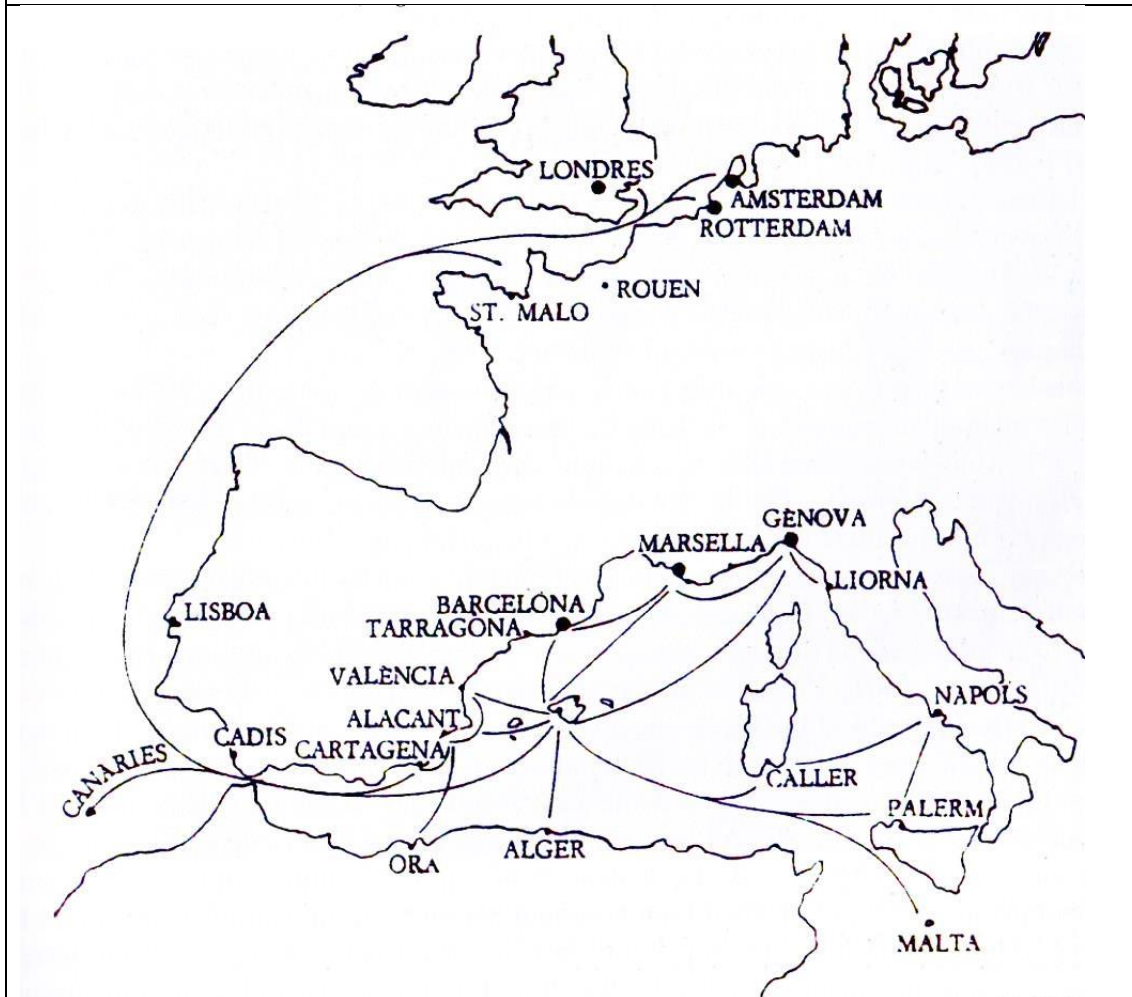 LONDRES
AMSTERDAM
ROTTERDAM
ROUEN
ST. MALO
GÈNOVA
MARSELLA
LIORNA
BARCELONA
LISBOA
TARRAGONA
VALÈNCIA
NAPOLS
ALACANT
CADIS
CARTAGENA
CANARIES
CALLER
PALERM
ALGER
ORA
MALTA